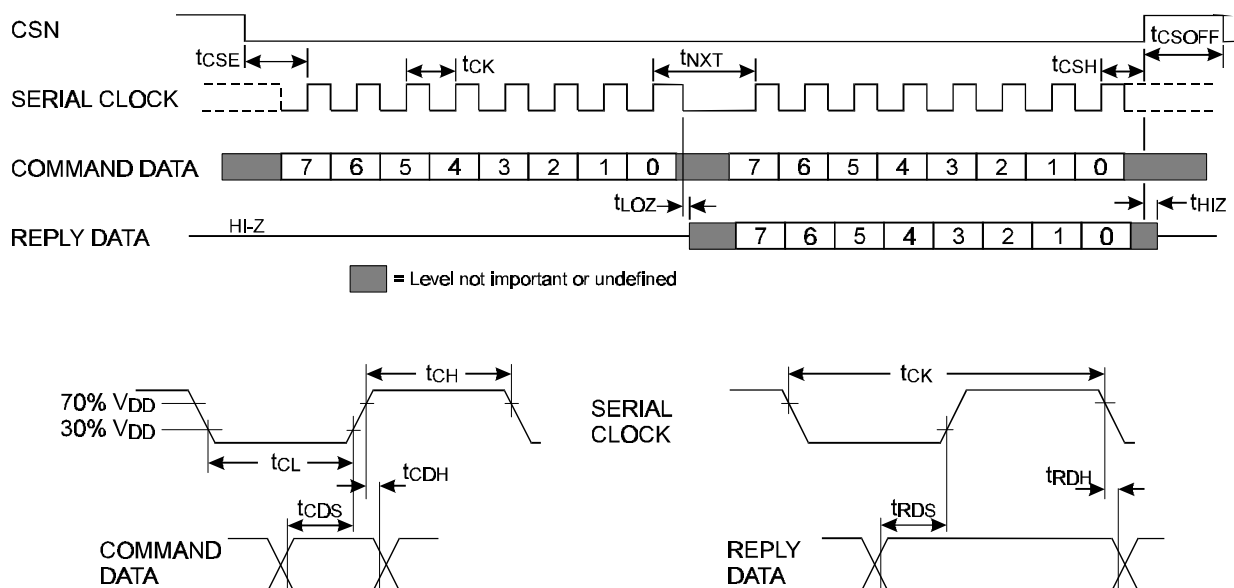 CSN
tCSE
tCK
tNXT
tCSH
tCSOFF
SERIAL CLOCK
COMMAND DATA
7 6 5 4 3 2 1 0
7 6 5 4 3 2 1 0
tLOZ
tHIZ
REPLY DATA
HI-Z
7 6 5 4 3 2 1 0
= Level not important or undefined
70% VDD
30% VDD
tCH
tCL
tCDH
tCDS
COMMAND
DATA
SERIAL
CLOCK
tCK
tRDH
tRDS
REPLY
DATA